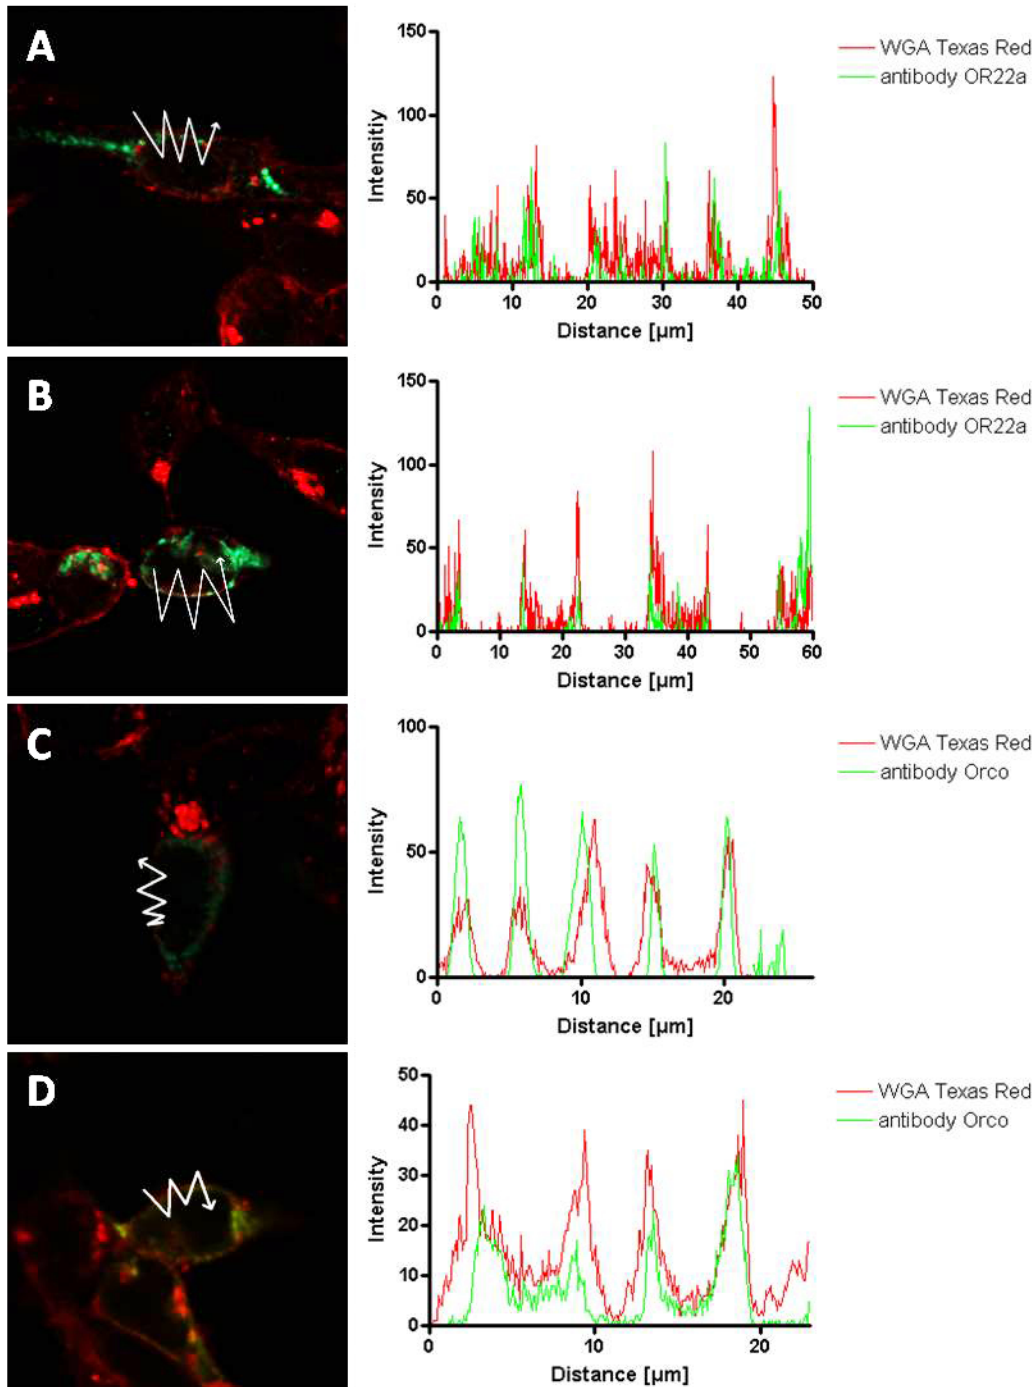 A
150
100
50
0
Intensitiy
0 10 20 30 40 50
Distance [µm]
WGA Texas Red
antibody OR22a
B
150
100
50
0
Intensity
0 10 20 30 40 50 60
Distance [µm]
WGA Texas Red
antibody OR22a
C
100
50
0
Intensity
0 10 20
Distance [µm]
WGA Texas Red
antibody Orco
D
50
40
30
20
10
0
Intensity
0 10 20
Distance [µm]
WGA Texas Red
antibody Orco